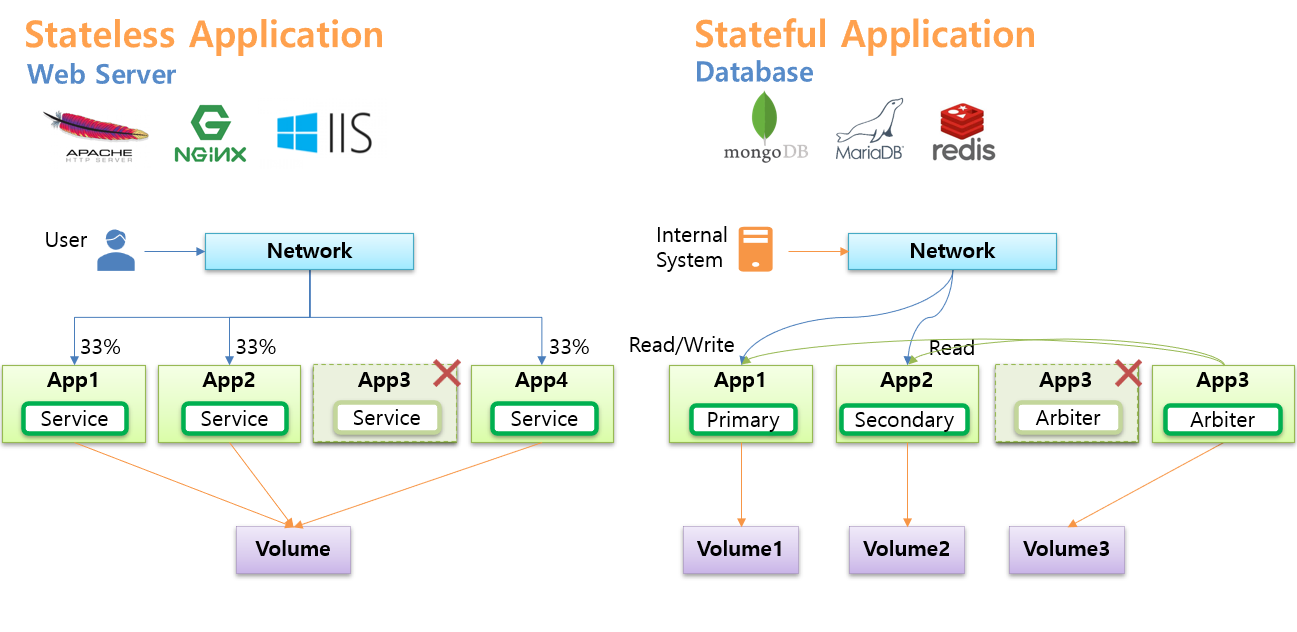 Stateless Application
Web Server
APACHE
HTTP SERVER
NGiNX
IIS
User
Network
33%
33%
33%
App1
Service
App2
Service
App3
Service
App4
Service
Volume
Stateful Application
Database
mongoDB
MariaDB
redis
Internal
System
Network
Read/Write
Read
App1
Primary
App2
Secondary
App3
Arbiter
App3
Arbiter
Volume1
Volume2
Volume3